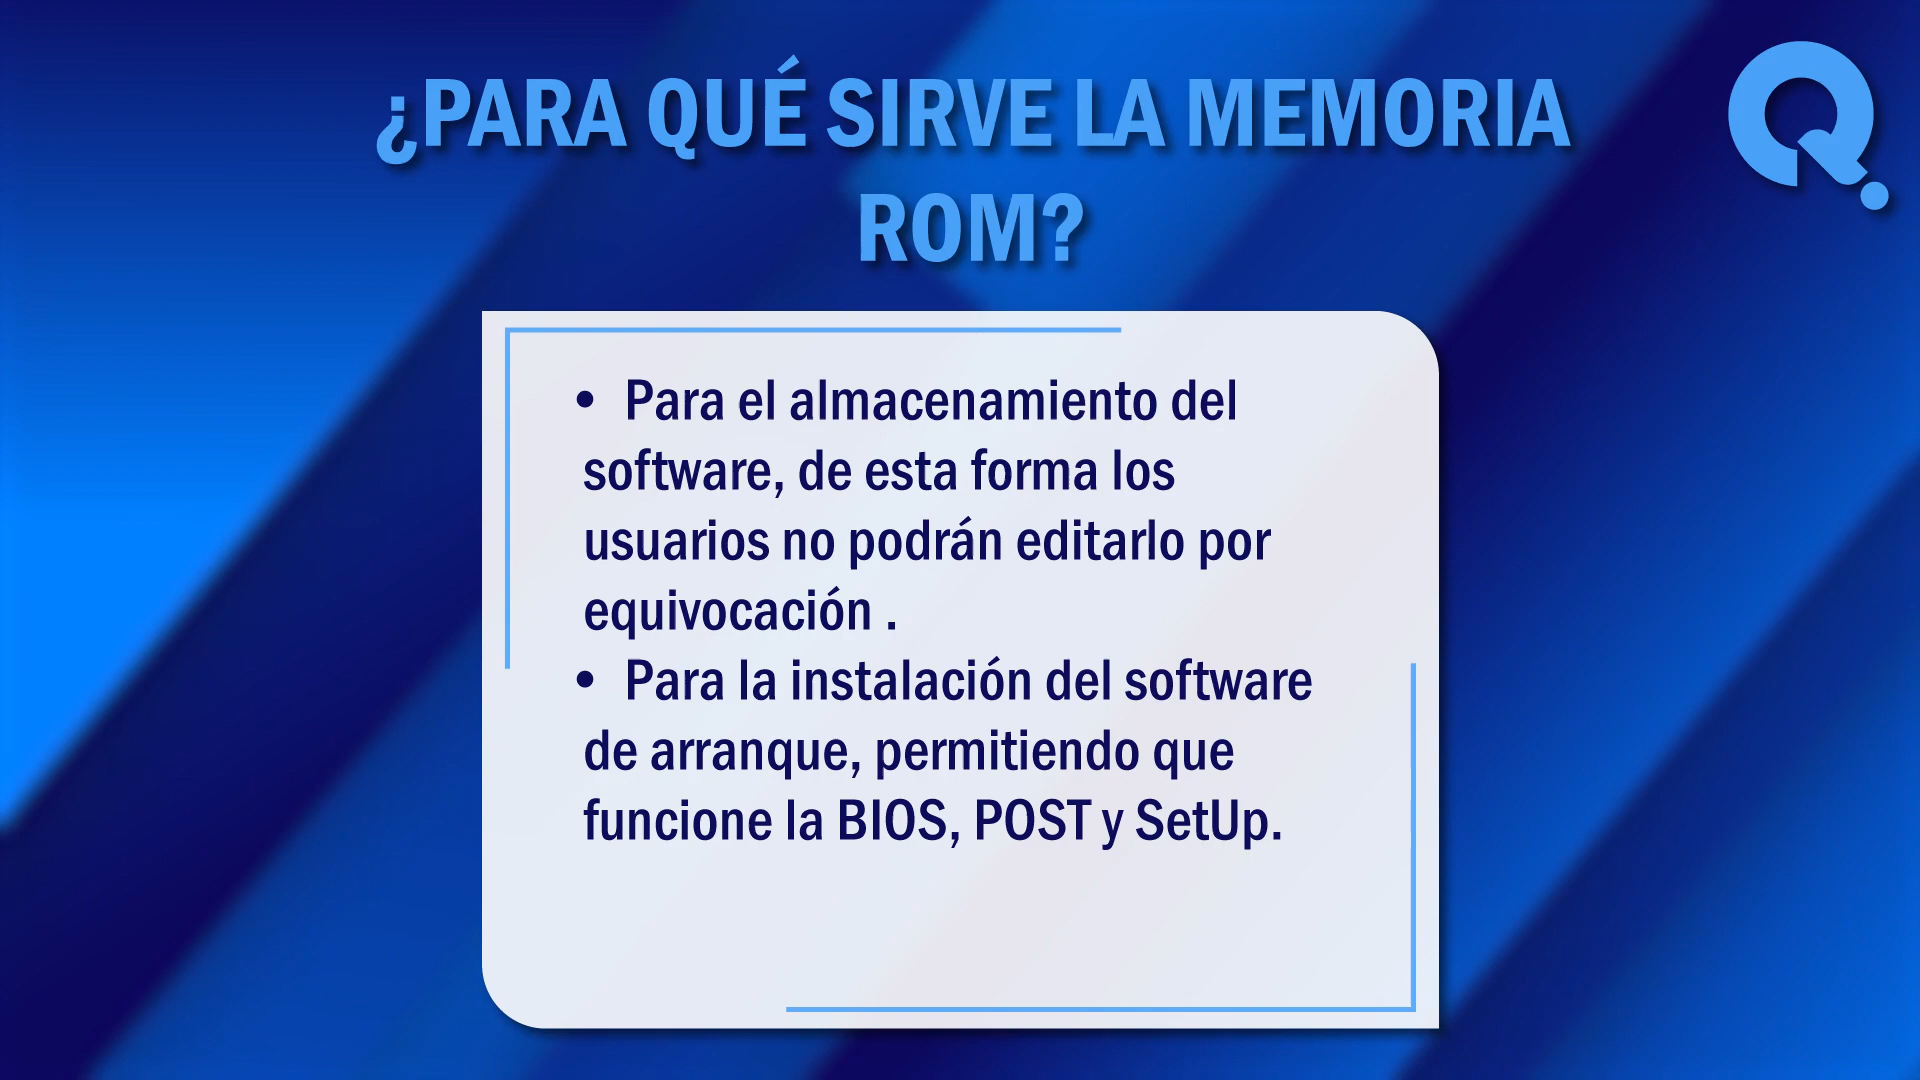 ¿PARA QUÉ SIRVE LA MEMORIA
ROM?
• Para el almacenamiento del
software, de esta forma los
usuarios no podrán editarlo por
equivocación .
• Para la instalación del software
de arranque, permitiendo que
funcione la BIOS, POST y SetUp.